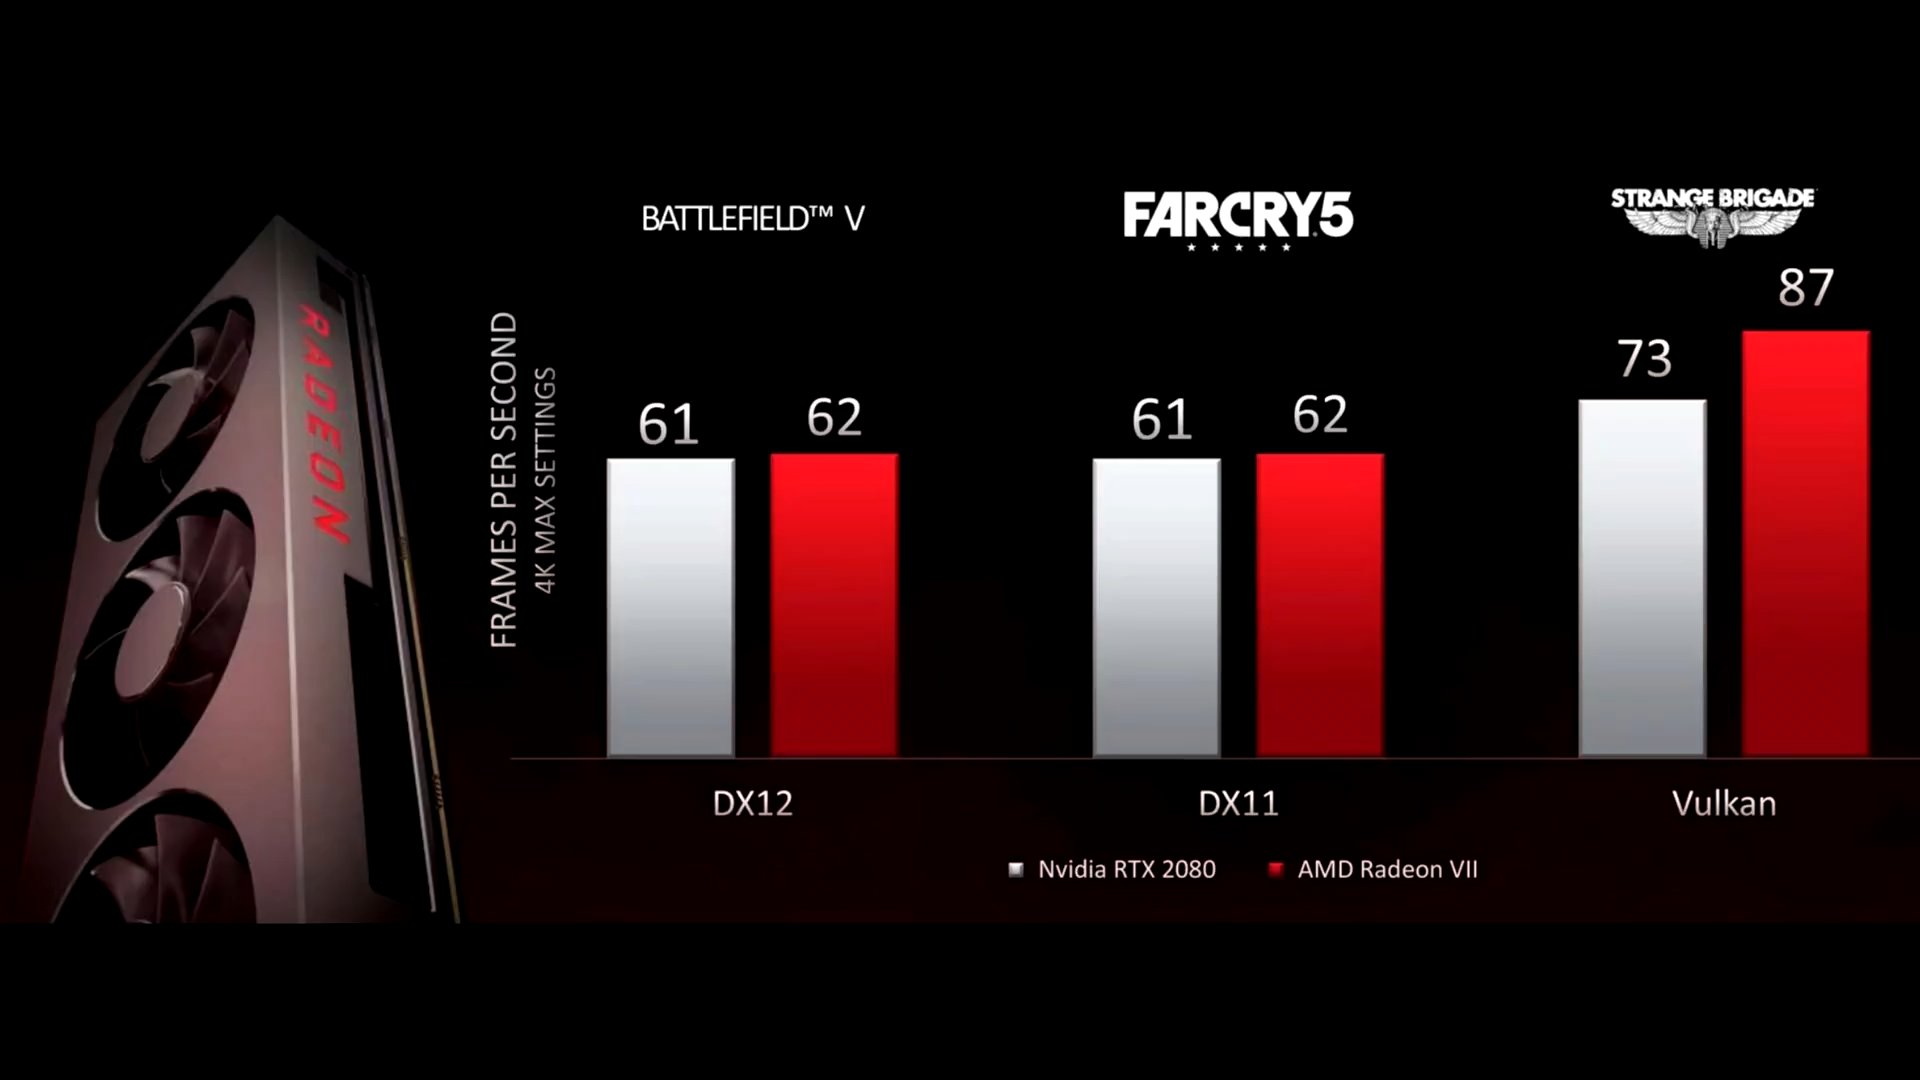 BATTLEFIELD™ V
FARCRY5
STRANGE BRIGADE
RADEON
FRAMES PER SECOND
4K MAX SETTINGS
61
62
61
62
73
87
DX12
DX11
Vulkan
Nvidia RTX 2080
AMD Radeon VII